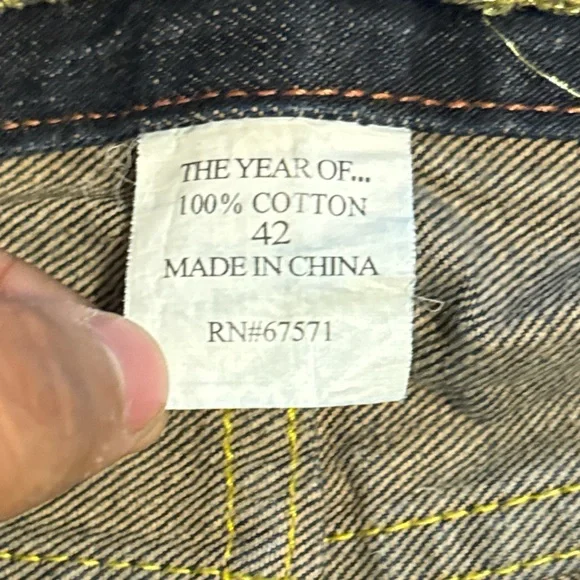 THE YEAR OF...
100% COTTON
42
MADE IN CHINA
RN#67571